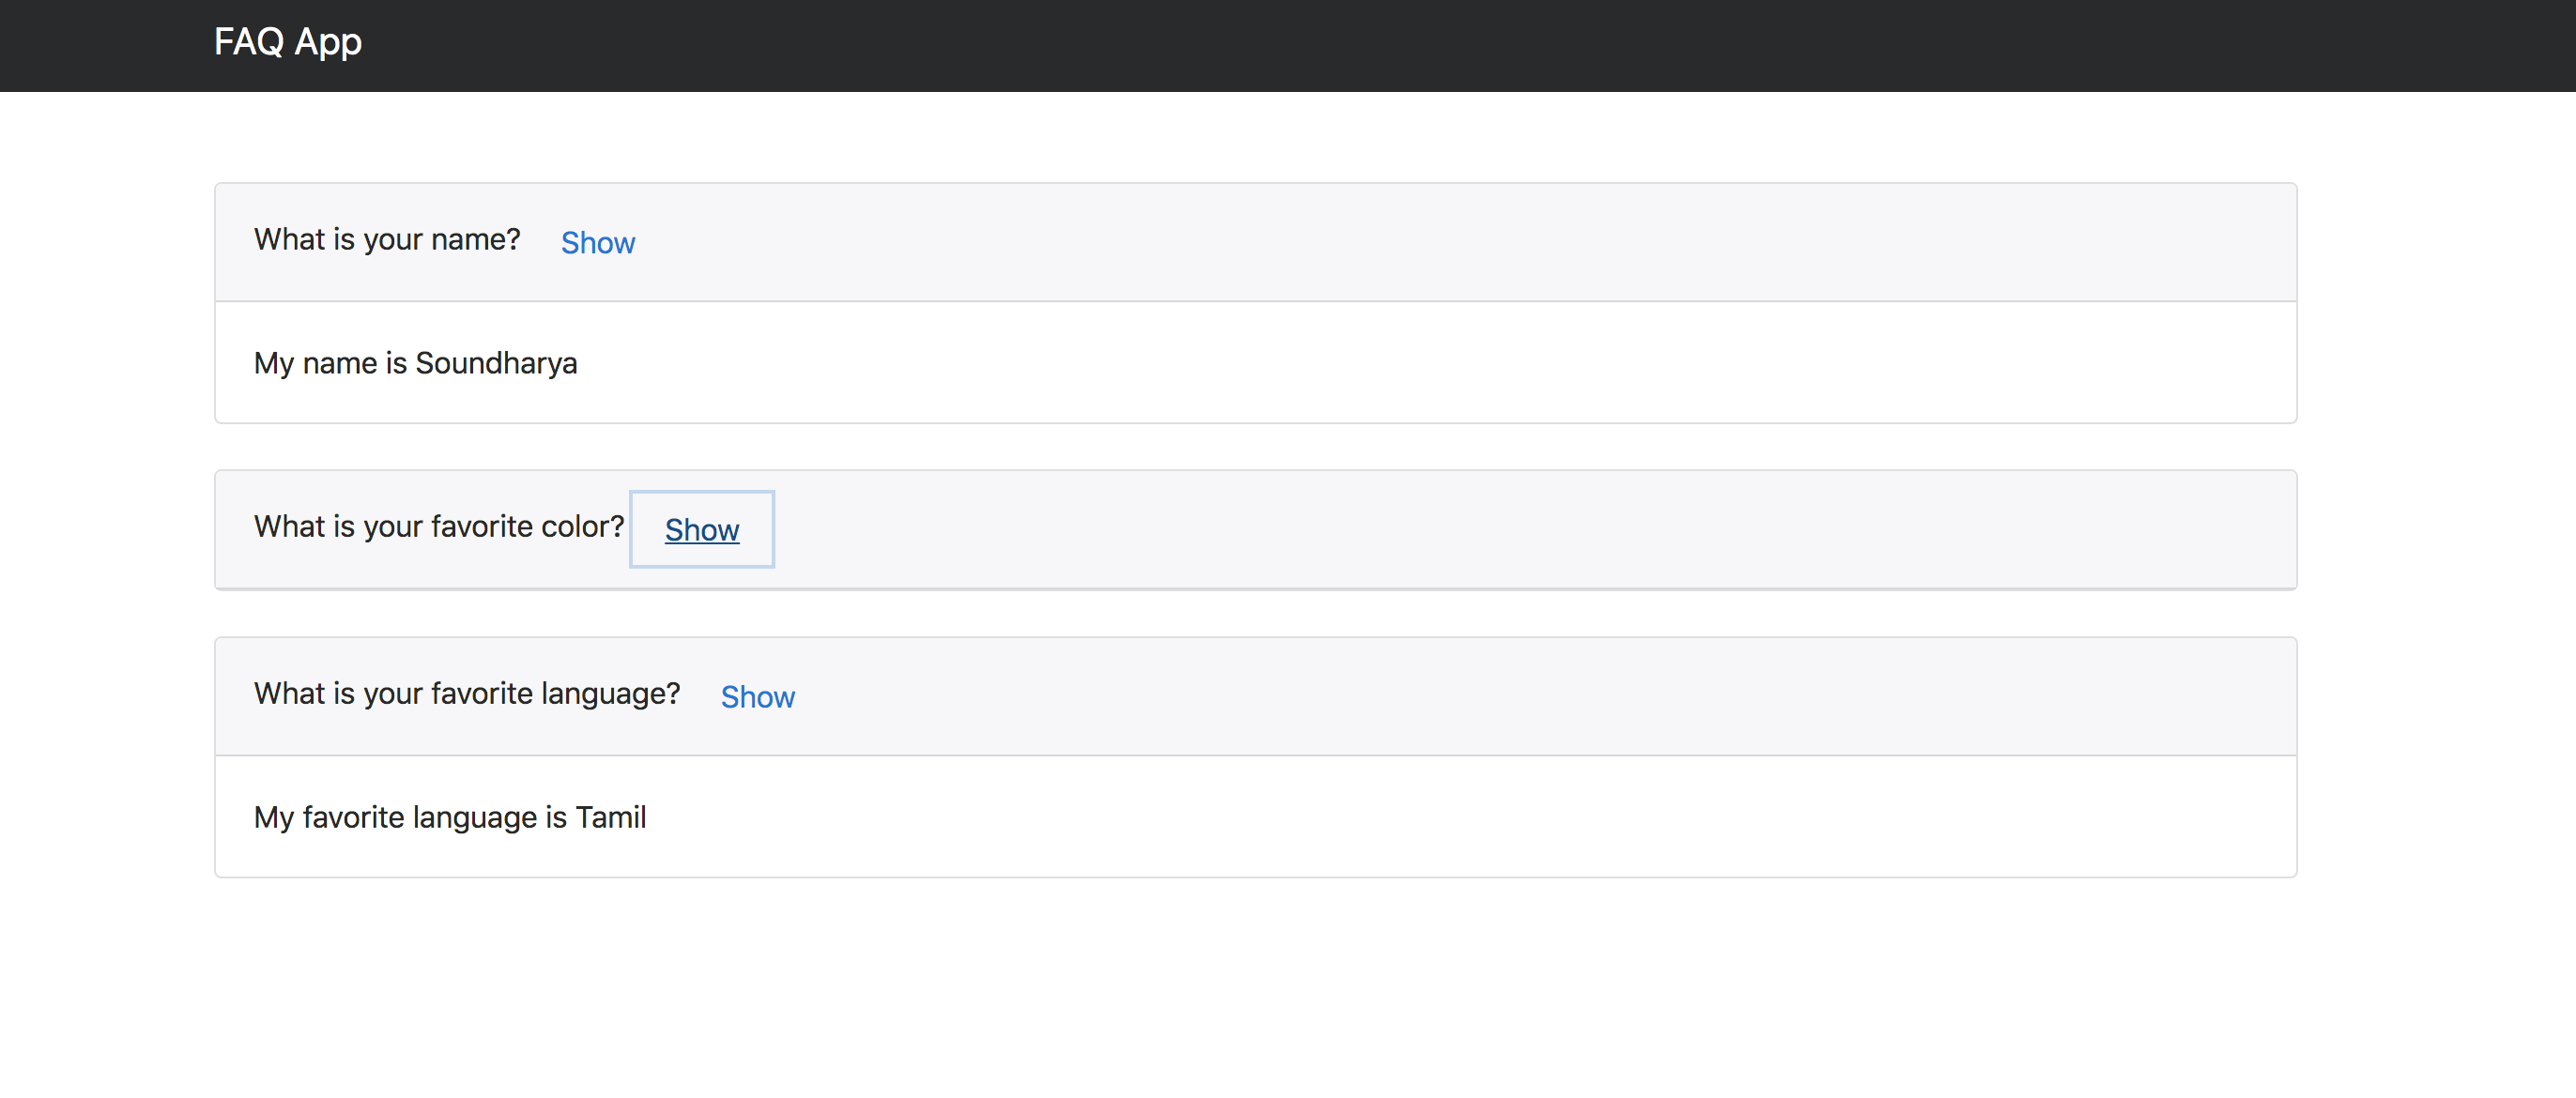 FAQ App
What is your name? Show
My name is Soundharya
What is your favorite color? Show
What is your favorite language? Show
My favorite language is Tamil